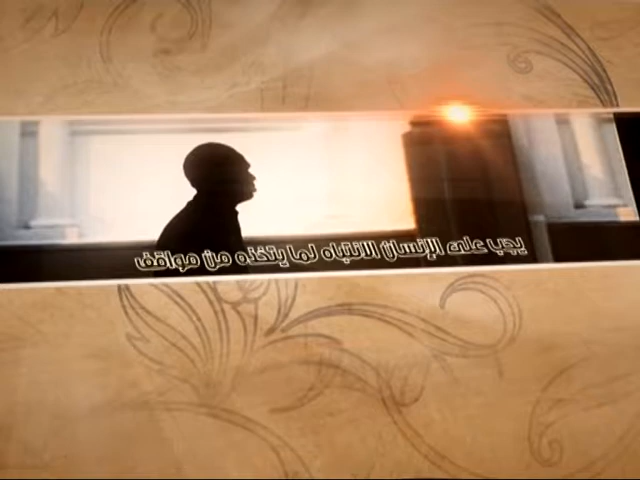 يجب على الإنسان الانتباه لما يتخذه من مواقف